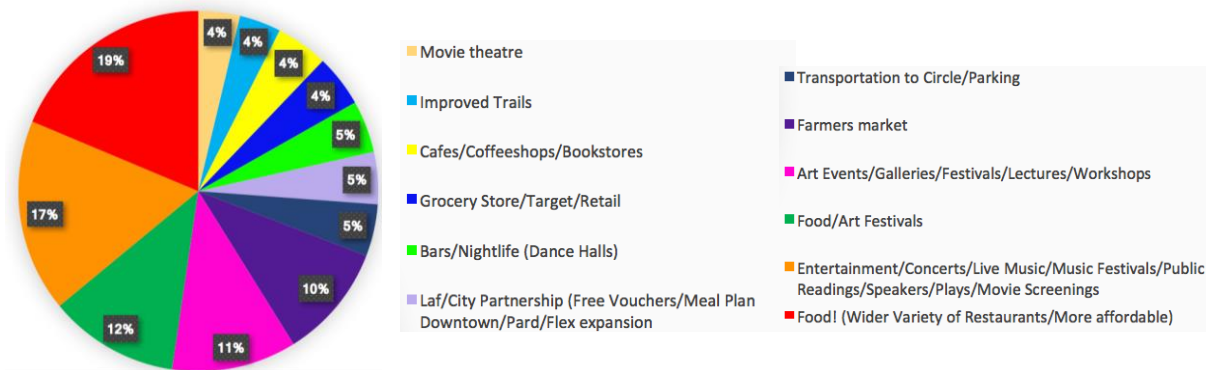 4%
4%
4%
4%
5%
5%
5%
10%
11%
12%
17%
19%
Movie theatre
Improved Trails
Cafes/Coffeeshops/Bookstores
Grocery Store/Target/Retail
Bars/Nightlife (Dance Halls)
Laf/City Partnership (Free Vouchers/Meal Plan
Downtown/Pard/Flex expansion
Transportation to Circle/Parking
Farmers market
Art Events/Galleries/Festivals/Lectures/Workshops
Food/Art Festivals
Entertainment/Concerts/Live Music/Music Festivals/Public
Readings/Speakers/Plays/Movie Screenings
Food! (Wider Variety of Restaurants/More affordable)